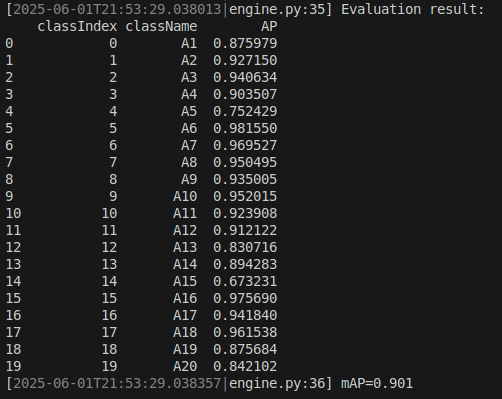 [2025-06-01T21:53:29.038013|engine.py:35] Evaluation result:
    classIndex className        AP
0            0        A1  0.875979
1            1        A2  0.927150
2            2        A3  0.940634
3            3        A4  0.903507
4            4        A5  0.752429
5            5        A6  0.981550
6            6        A7  0.969527
7            7        A8  0.950495
8            8        A9  0.935005
9            9       A10  0.952015
10          10       A11  0.923908
11          11       A12  0.912122
12          12       A13  0.830716
13          13       A14  0.894283
14          14       A15  0.673231
15          15       A16  0.975690
16          16       A17  0.941840
17          17       A18  0.961538
18          18       A19  0.875684
19          19       A20  0.842102
[2025-06-01T21:53:29.038357|engine.py:36] mAP=0.901